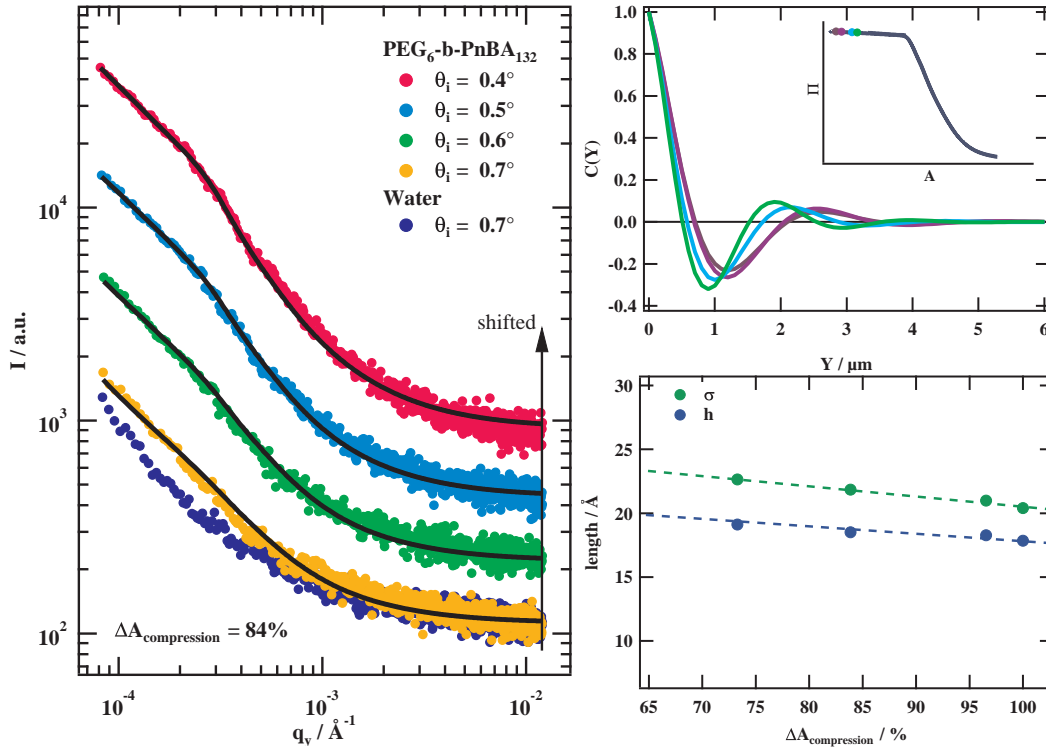 PEG6-b-PnBA132
θi = 0.4°
θi = 0.5°
θi = 0.6°
θi = 0.7°
Water
θi = 0.7°
shifted
ΔAcompression = 84%
I / a.u.
10^4
10^3
10^2
10^-4
10^-3
10^-2
qy / Å^-1
C(Y)
1.0
0.8
0.6
0.4
0.2
0.0
-0.2
-0.4
Π
A
0
1
2
3
4
5
6
Y / µm
σ
h
length / Å
30
25
20
15
10
65
70
75
80
85
90
95
100
ΔAcompression / %